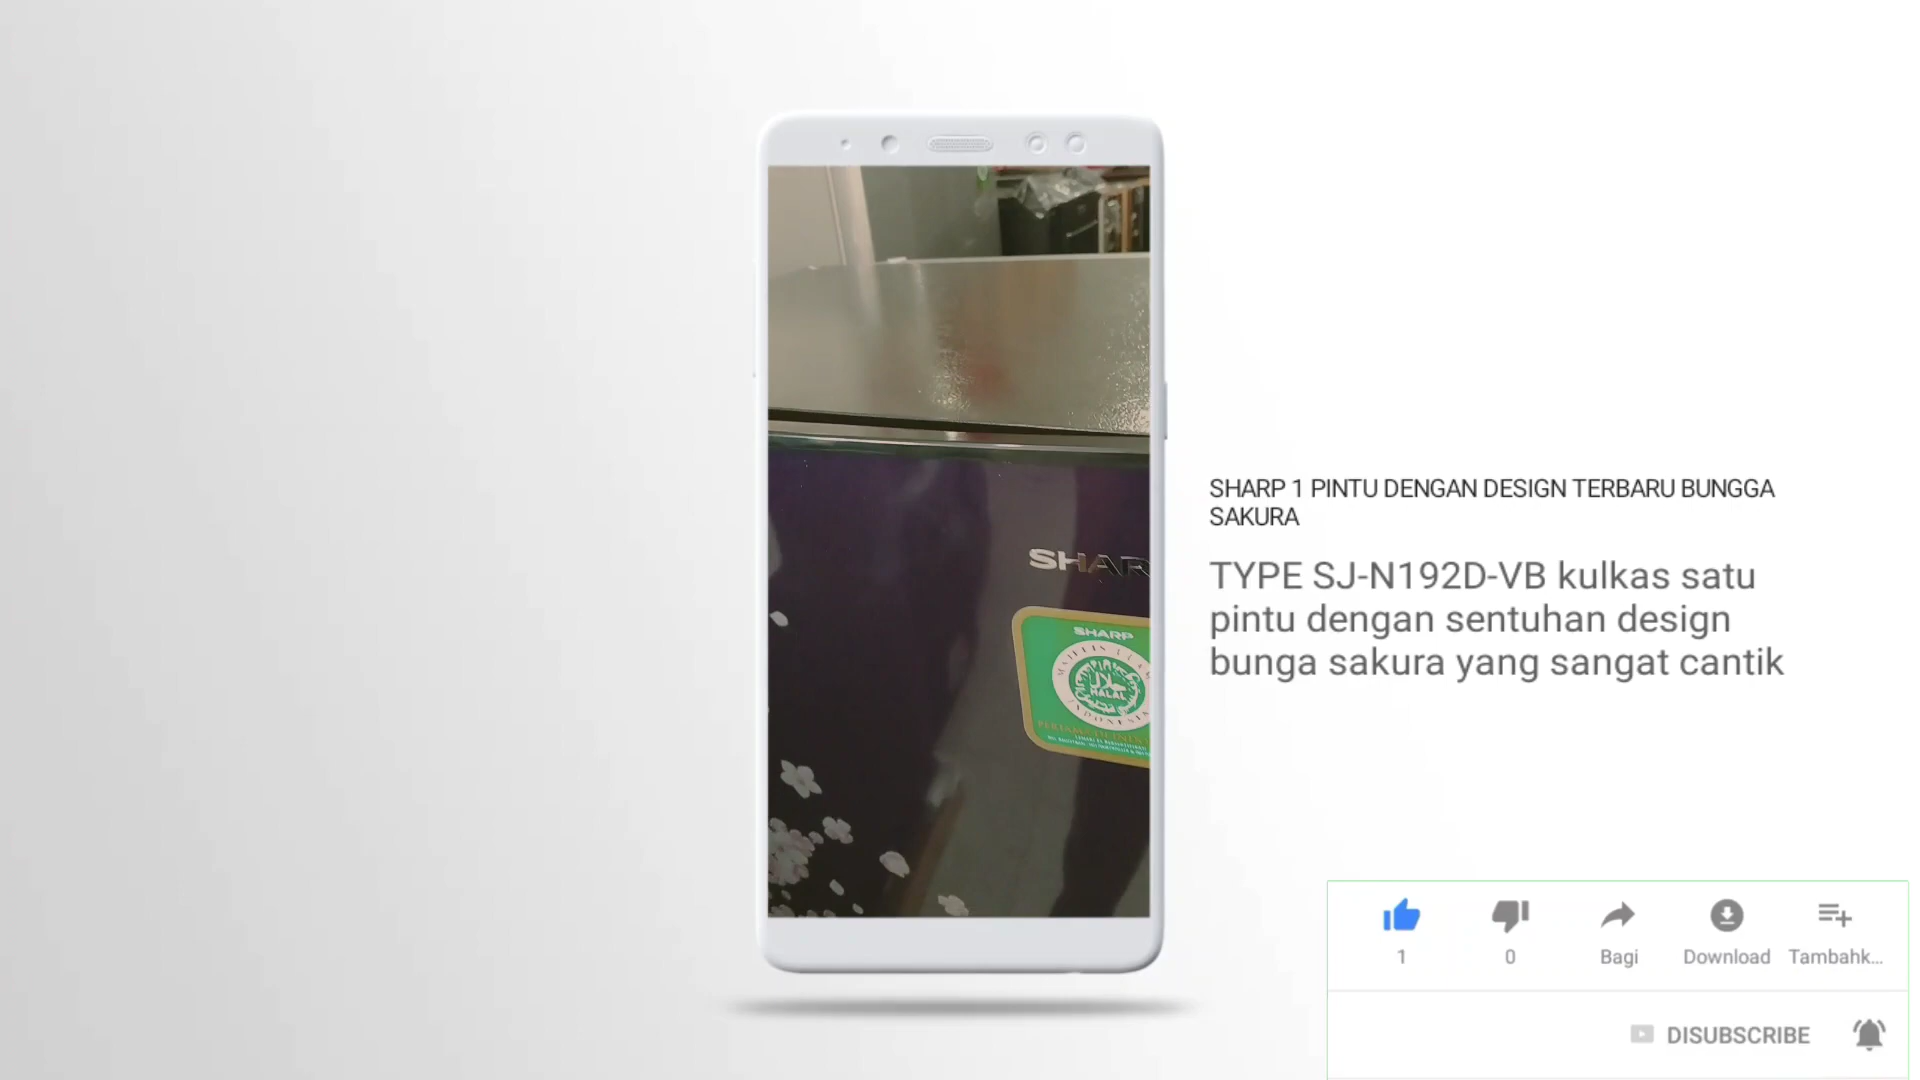 SHAR
SHARP
HALAL
INDONESIA
SHARP 1 PINTU DENGAN DESIGN TERBARU BUNGGA
SAKURA
TYPE SJ-N192D-VB kulkas satu
pintu dengan sentuhan design
bunga sakura yang sangat cantik
1
0
Bagi
Download
Tambahk...
DISUBSCRIBE